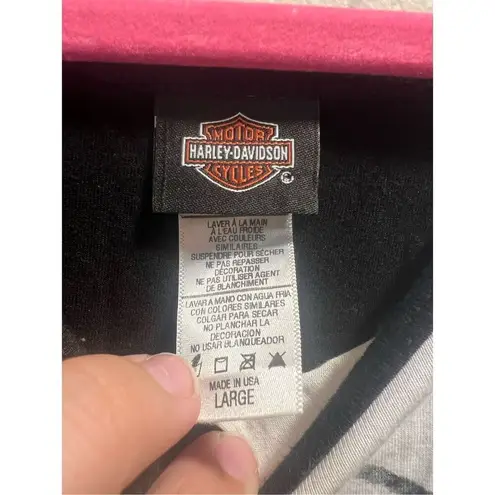 MOTOR
HARLEY-DAVIDSON
CYCLES
LAVER À LA MAIN
À L'EAU FROIDE
AVEC COULEURS
SIMILAIRES
SUSPENDRE POUR SÉCHER
NE PAS REPASSER
DÉCORATION
NE PAS UTILISER AGENT
DE BLANCHIMENT
LAVAR A MANO CON AGUA FRIA
CON COLORES SIMILARES
COLGAR PARA SECAR
NO PLANCHAR LA
DECORACION
NO USAR BLANQUEADOR
MADE IN USA
LARGE